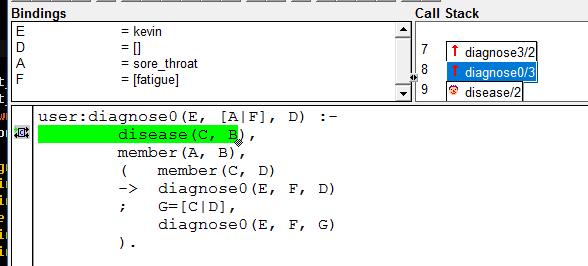 Bindings
E = kevin
D = []
A = sore_throat
F = [fatigue]
Call Stack
7 diagnose3/2
8 diagnose0/3
9 disease/2
user:diagnose0(E, [A|F], D) :-
disease(C, B),
member(A, B),
( member(C, D)
-> diagnose0(E, F, D)
; G=[C|D],
diagnose0(E, F, G)
).